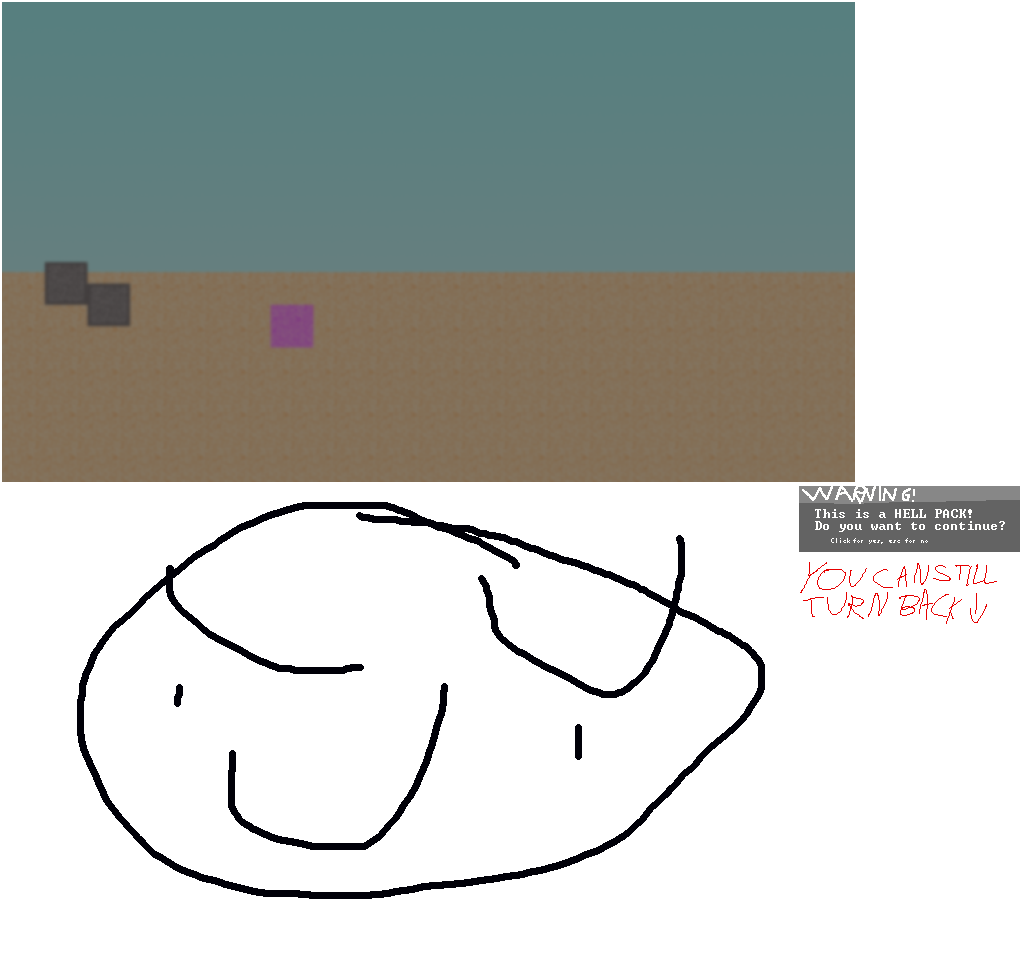 WARNING!
This is a HELL PACK!
Do you want to continue?
Click for yes, esc for no
YOU CAN STILL
TURN BACK ↓